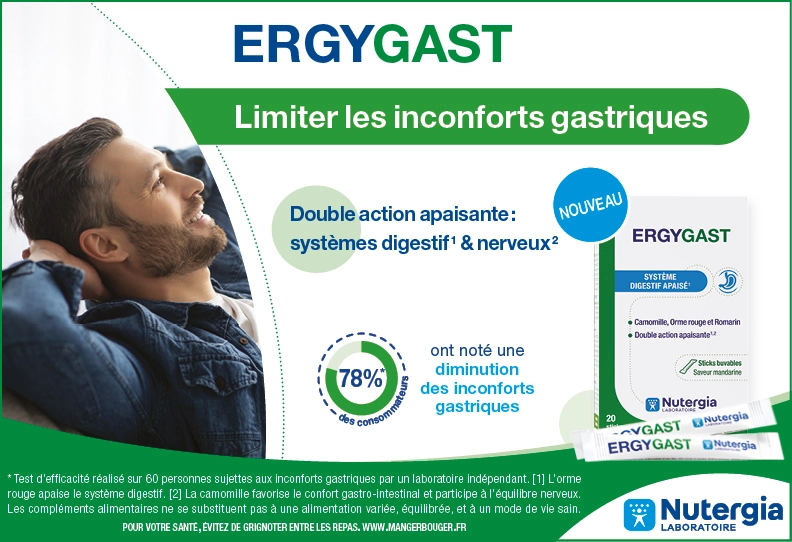 ERGYGAST
Limiter les inconforts gastriques
Double action apaisante :
systèmes digestif¹ & nerveux²
NOUVEAU
ERGYGAST
SYSTÈME
DIGESTIF APAISÉ¹
• Camomille, Orme rouge et Romarin
• Double action apaisante¹,²
Sticks buvables
Saveur mandarine
Nutergia
LABORATOIRE
20
ERGYGAST Nutergia
78%*
des consommateurs
ont noté une
diminution
des inconforts
gastriques
* Test d'efficacité réalisé sur 60 personnes sujettes aux inconforts gastriques par un laboratoire indépendant. [1] L'orme
rouge apaise le système digestif. [2] La camomille favorise le confort gastro-intestinal et participe à l'équilibre nerveux.
Les compléments alimentaires ne se substituent pas à une alimentation variée, équilibrée, et à un mode de vie sain.
POUR VOTRE SANTÉ, ÉVITEZ DE GRIGNOTER ENTRE LES REPAS. WWW.MANGERBOUGER.FR
Nutergia
LABORATOIRE